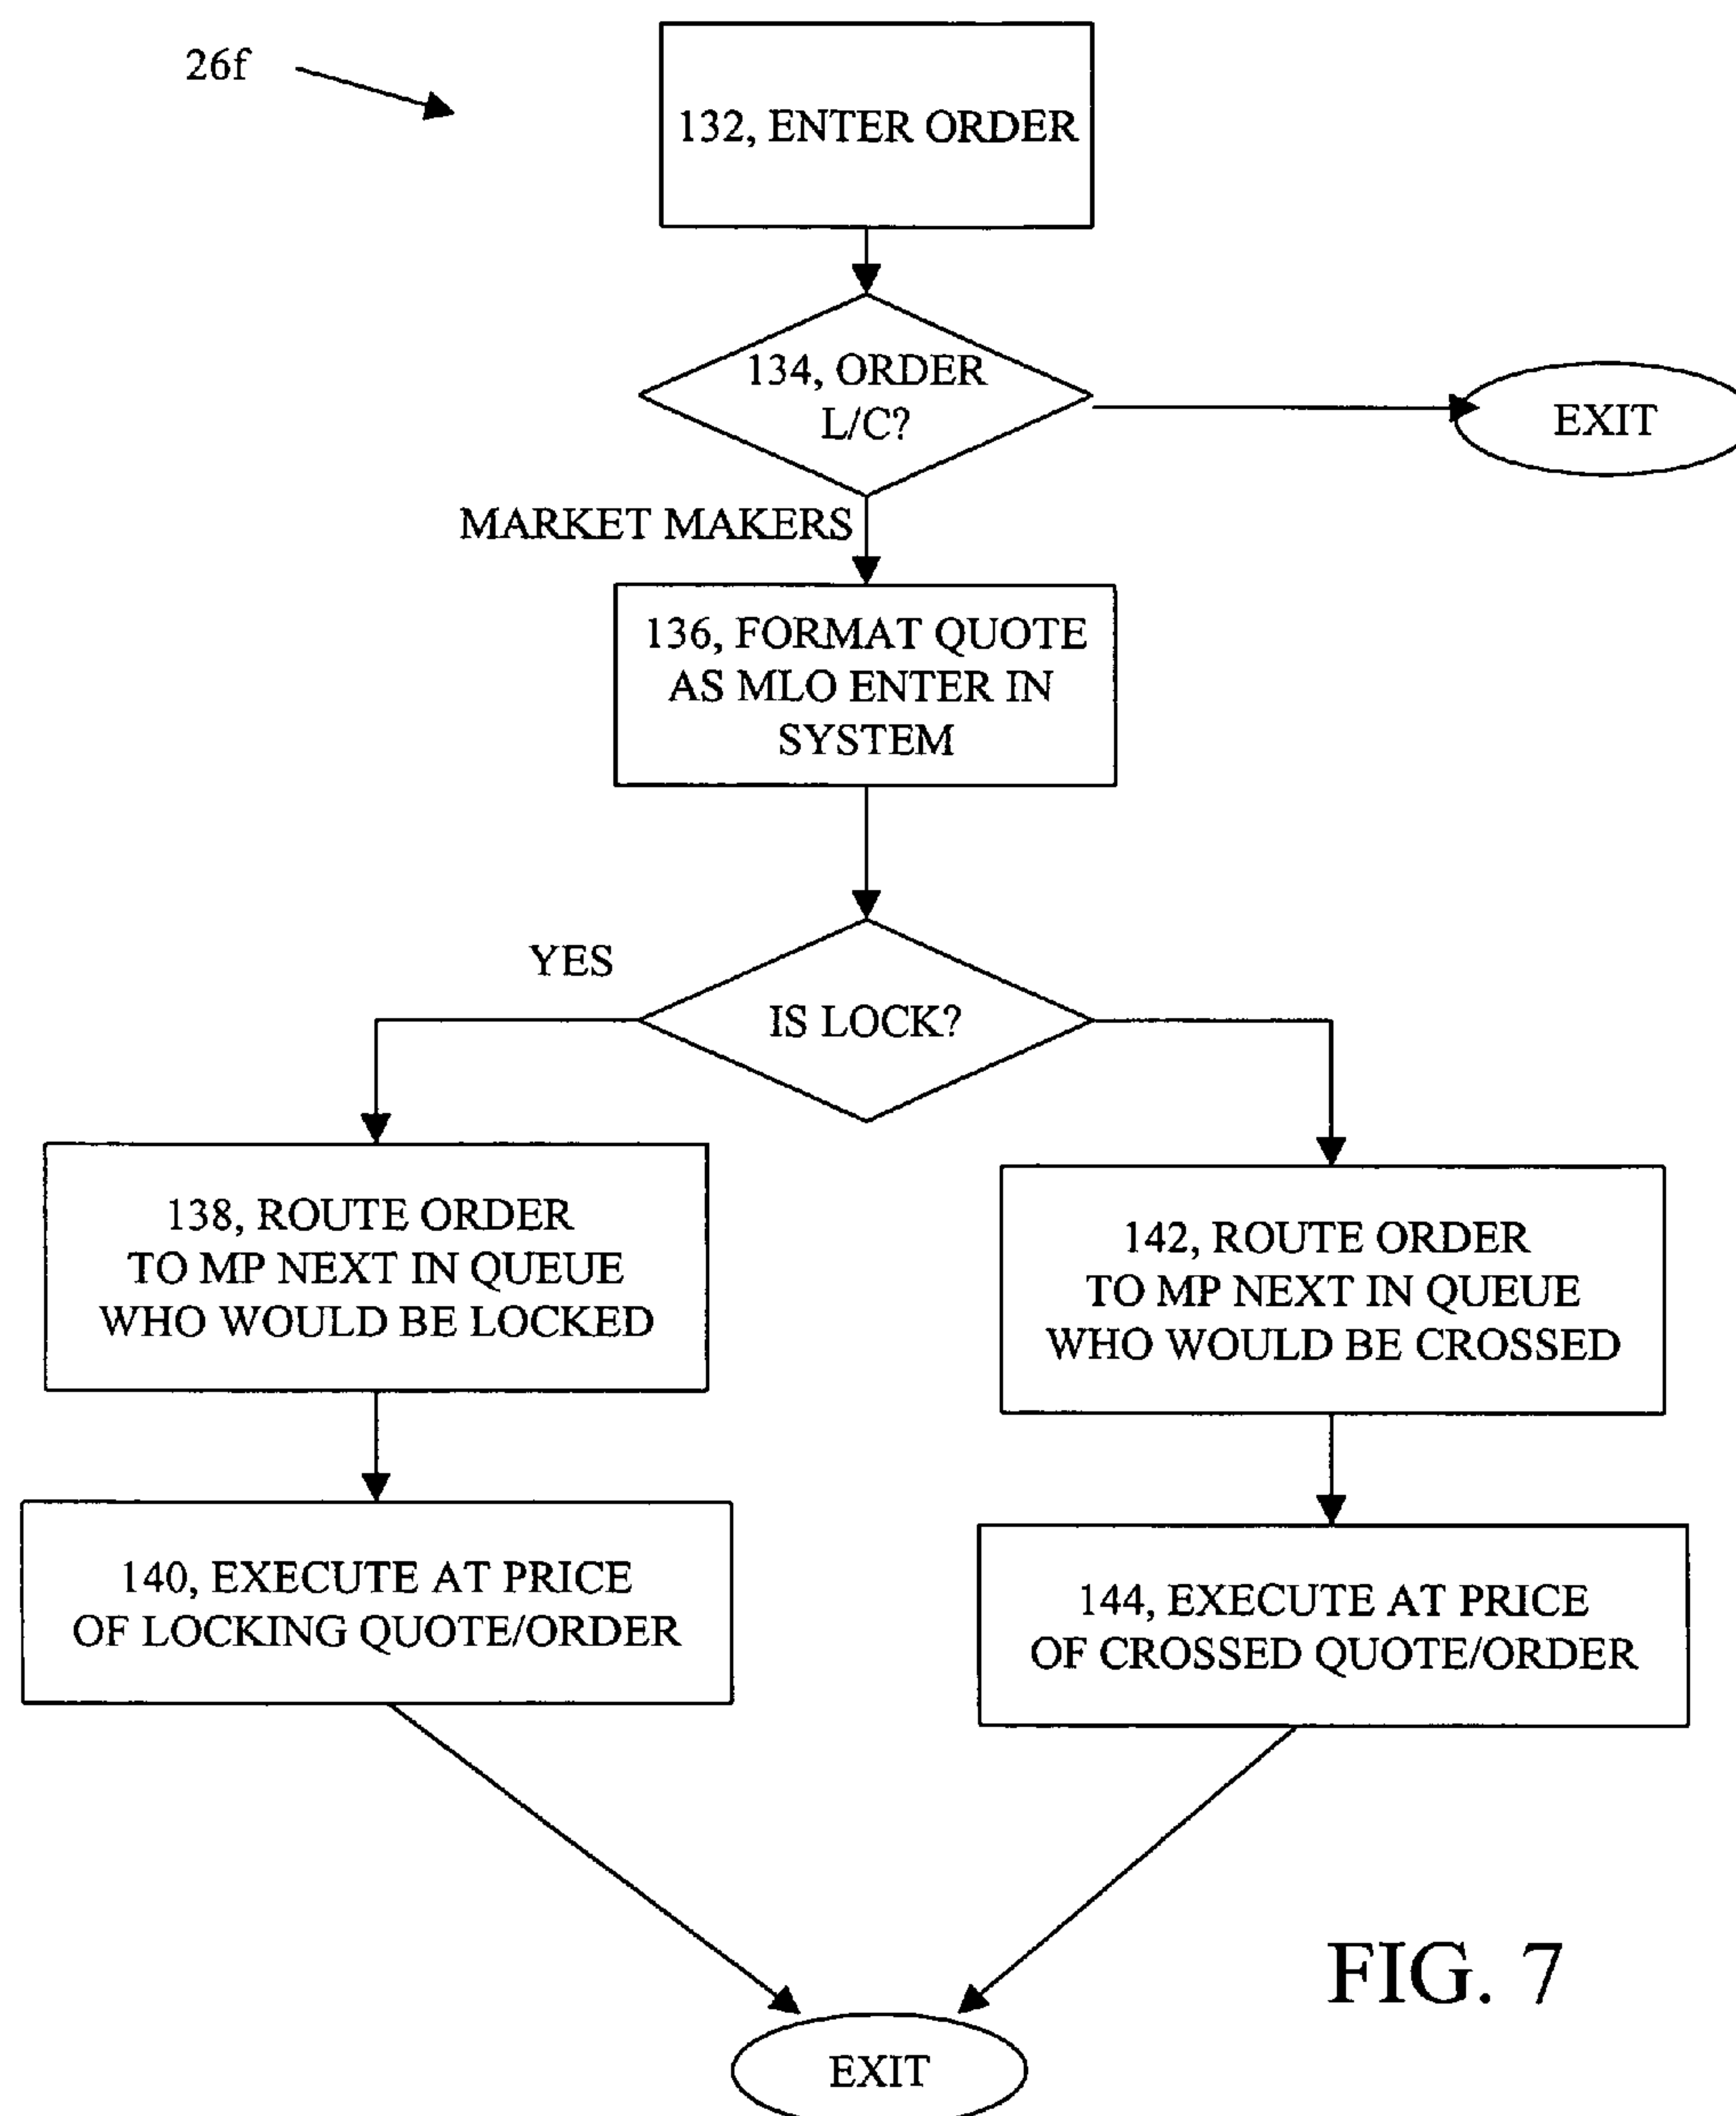 26f
132, ENTER ORDER
134, ORDER
L/C?
EXIT
MARKET MAKERS
136, FORMAT QUOTE
AS MLO ENTER IN
SYSTEM
YES
IS LOCK?
138, ROUTE ORDER
TO MP NEXT IN QUEUE
WHO WOULD BE LOCKED
142, ROUTE ORDER
TO MP NEXT IN QUEUE
WHO WOULD BE CROSSED
140, EXECUTE AT PRICE
OF LOCKING QUOTE/ORDER
144, EXECUTE AT PRICE
OF CROSSED QUOTE/ORDER
FIG. 7
EXIT